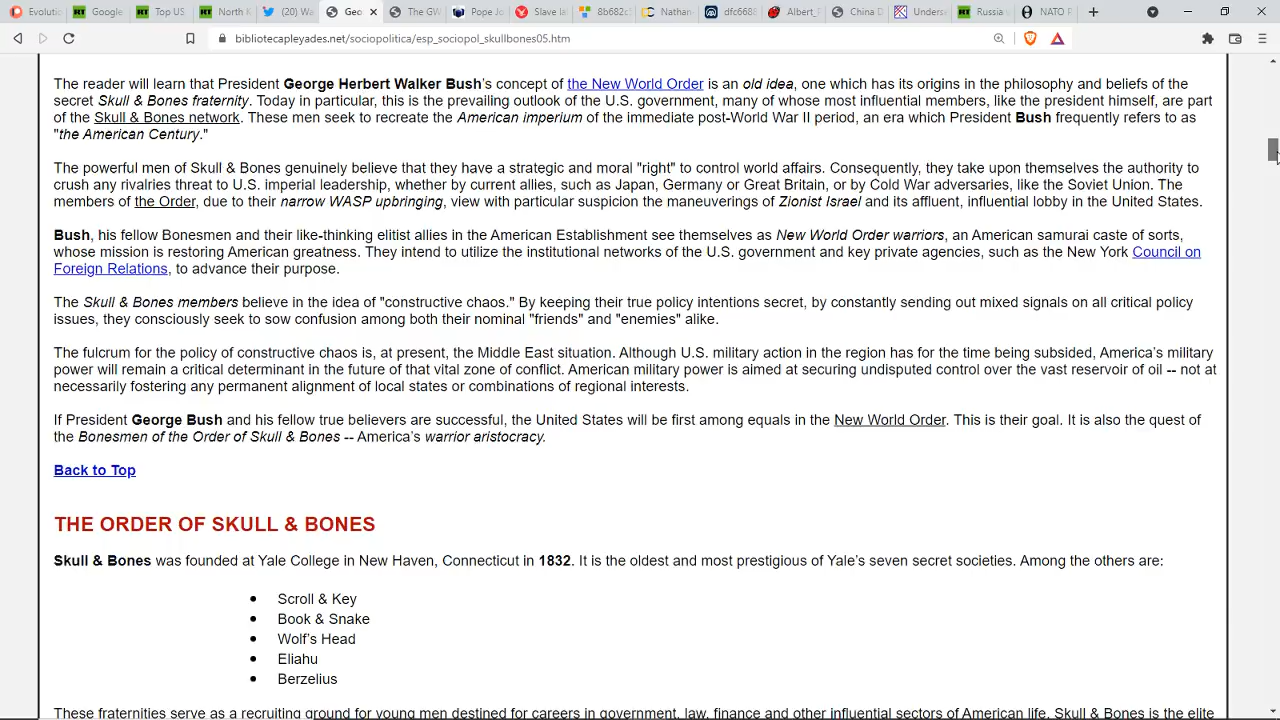 Evolutio
Google
Top US
North K
(20) Wa
Geo
The GW
Pope Jo
Slave la
8b682c
Nathan
dfc6688
Albert_
China D
Unders
Russia u
NATO P
bibliotecapleyades.net/sociopolitica/esp_sociopol_skullbones05.htm
The reader will learn that President George Herbert Walker Bush's concept of the New World Order is an old idea, one which has its origins in the philosophy and beliefs of the
secret Skull & Bones fraternity. Today in particular, this is the prevailing outlook of the U.S. government, many of whose most influential members, like the president himself, are part
of the Skull & Bones network. These men seek to recreate the American imperium of the immediate post-World War II period, an era which President Bush frequently refers to as
"the American Century."
The powerful men of Skull & Bones genuinely believe that they have a strategic and moral "right" to control world affairs. Consequently, they take upon themselves the authority to
crush any rivalries threat to U.S. imperial leadership, whether by current allies, such as Japan, Germany or Great Britain, or by Cold War adversaries, like the Soviet Union. The
members of the Order, due to their narrow WASP upbringing, view with particular suspicion the maneuverings of Zionist Israel and its affluent, influential lobby in the United States.
Bush, his fellow Bonesmen and their like-thinking elitist allies in the American Establishment see themselves as New World Order warriors, an American samurai caste of sorts,
whose mission is restoring American greatness. They intend to utilize the institutional networks of the U.S. government and key private agencies, such as the New York Council on
Foreign Relations, to advance their purpose.
The Skull & Bones members believe in the idea of "constructive chaos." By keeping their true policy intentions secret, by constantly sending out mixed signals on all critical policy
issues, they consciously seek to sow confusion among both their nominal "friends" and "enemies" alike.
The fulcrum for the policy of constructive chaos is, at present, the Middle East situation. Although U.S. military action in the region has for the time being subsided, America's military
power will remain a critical determinant in the future of that vital zone of conflict. American military power is aimed at securing undisputed control over the vast reservoir of oil -- not at
necessarily fostering any permanent alignment of local states or combinations of regional interests.
If President George Bush and his fellow true believers are successful, the United States will be first among equals in the New World Order. This is their goal. It is also the quest of
the Bonesmen of the Order of Skull & Bones -- America's warrior aristocracy.
Back to Top
THE ORDER OF SKULL & BONES
Skull & Bones was founded at Yale College in New Haven, Connecticut in 1832. It is the oldest and most prestigious of Yale's seven secret societies. Among the others are:
Scroll & Key
Book & Snake
Wolf's Head
Eliahu
Berzelius
These fraternities serve as a recruiting ground for young men destined for careers in government, law, finance and other influential sectors of American life. Skull & Bones is the elite